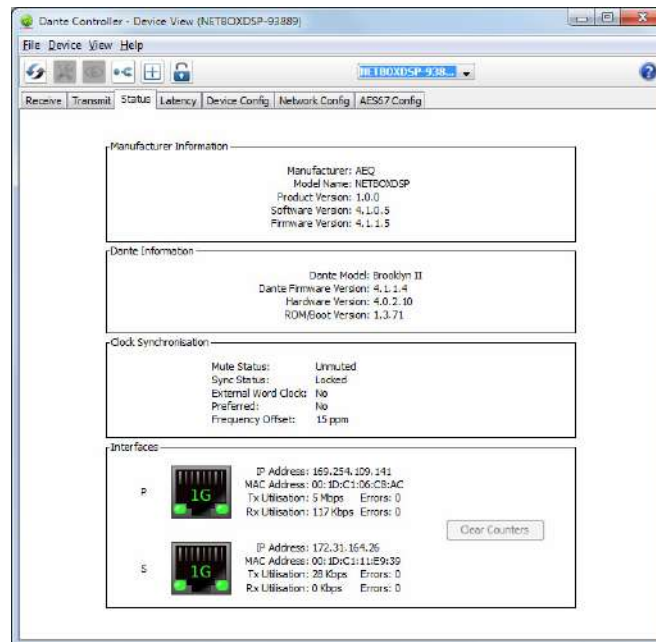 Dante Controller - Device View (NETBOXDSP-93889)
File Device View Help
NETBOXDSP-938...
Receive Transmit Status Latency Device Config Network Config AES67 Config
Manufacturer Information
Manufacturer: AEQ
Model Name: NETBOXDSP
Product Version: 1.0.0
Software Version: 4.1.0.5
Firmware Version: 4.1.1.5
Dante Information
Dante Model: Brooklyn II
Dante Firmware Version: 4.1.1.4
Hardware Version: 4.0.2.10
ROM/Boot Version: 1.3.71
Clock Synchronisation
Mute Status: Unmuted
Sync Status: Locked
External Word Clock: No
Preferred: No
Frequency Offset: 15 ppm
Interfaces
P
1G
IP Address: 169.254.109.141
MAC Address: 00:1D:C1:06:C8:AC
Tx Utilisation: 5 Mbps Errors: 0
Rx Utilisation: 117 Kbps Errors: 0
Clear Counters
S
1G
IP Address: 172.31.164.26
MAC Address: 00:1D:C1:11:E9:39
Tx Utilisation: 28 Kbps Errors: 0
Rx Utilisation: 0 Kbps Errors: 0